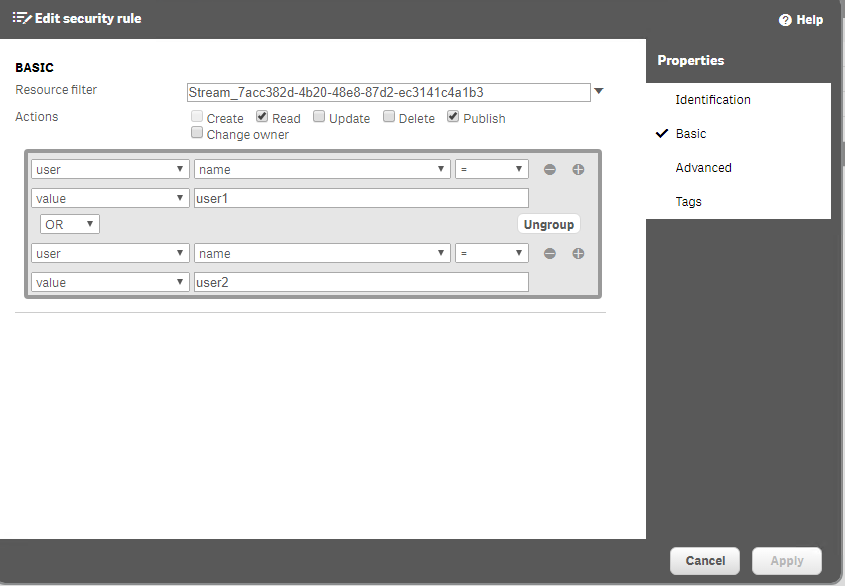 Edit security rule
Help
BASIC
Resource filter
Stream_7acc382d-4b20-48e8-87d2-ec3141c4a1b3
Actions
Create Read Update Delete Publish
Change owner
user name =
value user1
OR Ungroup
user name =
value user2
Properties
Identification
Basic
Advanced
Tags
Cancel Apply